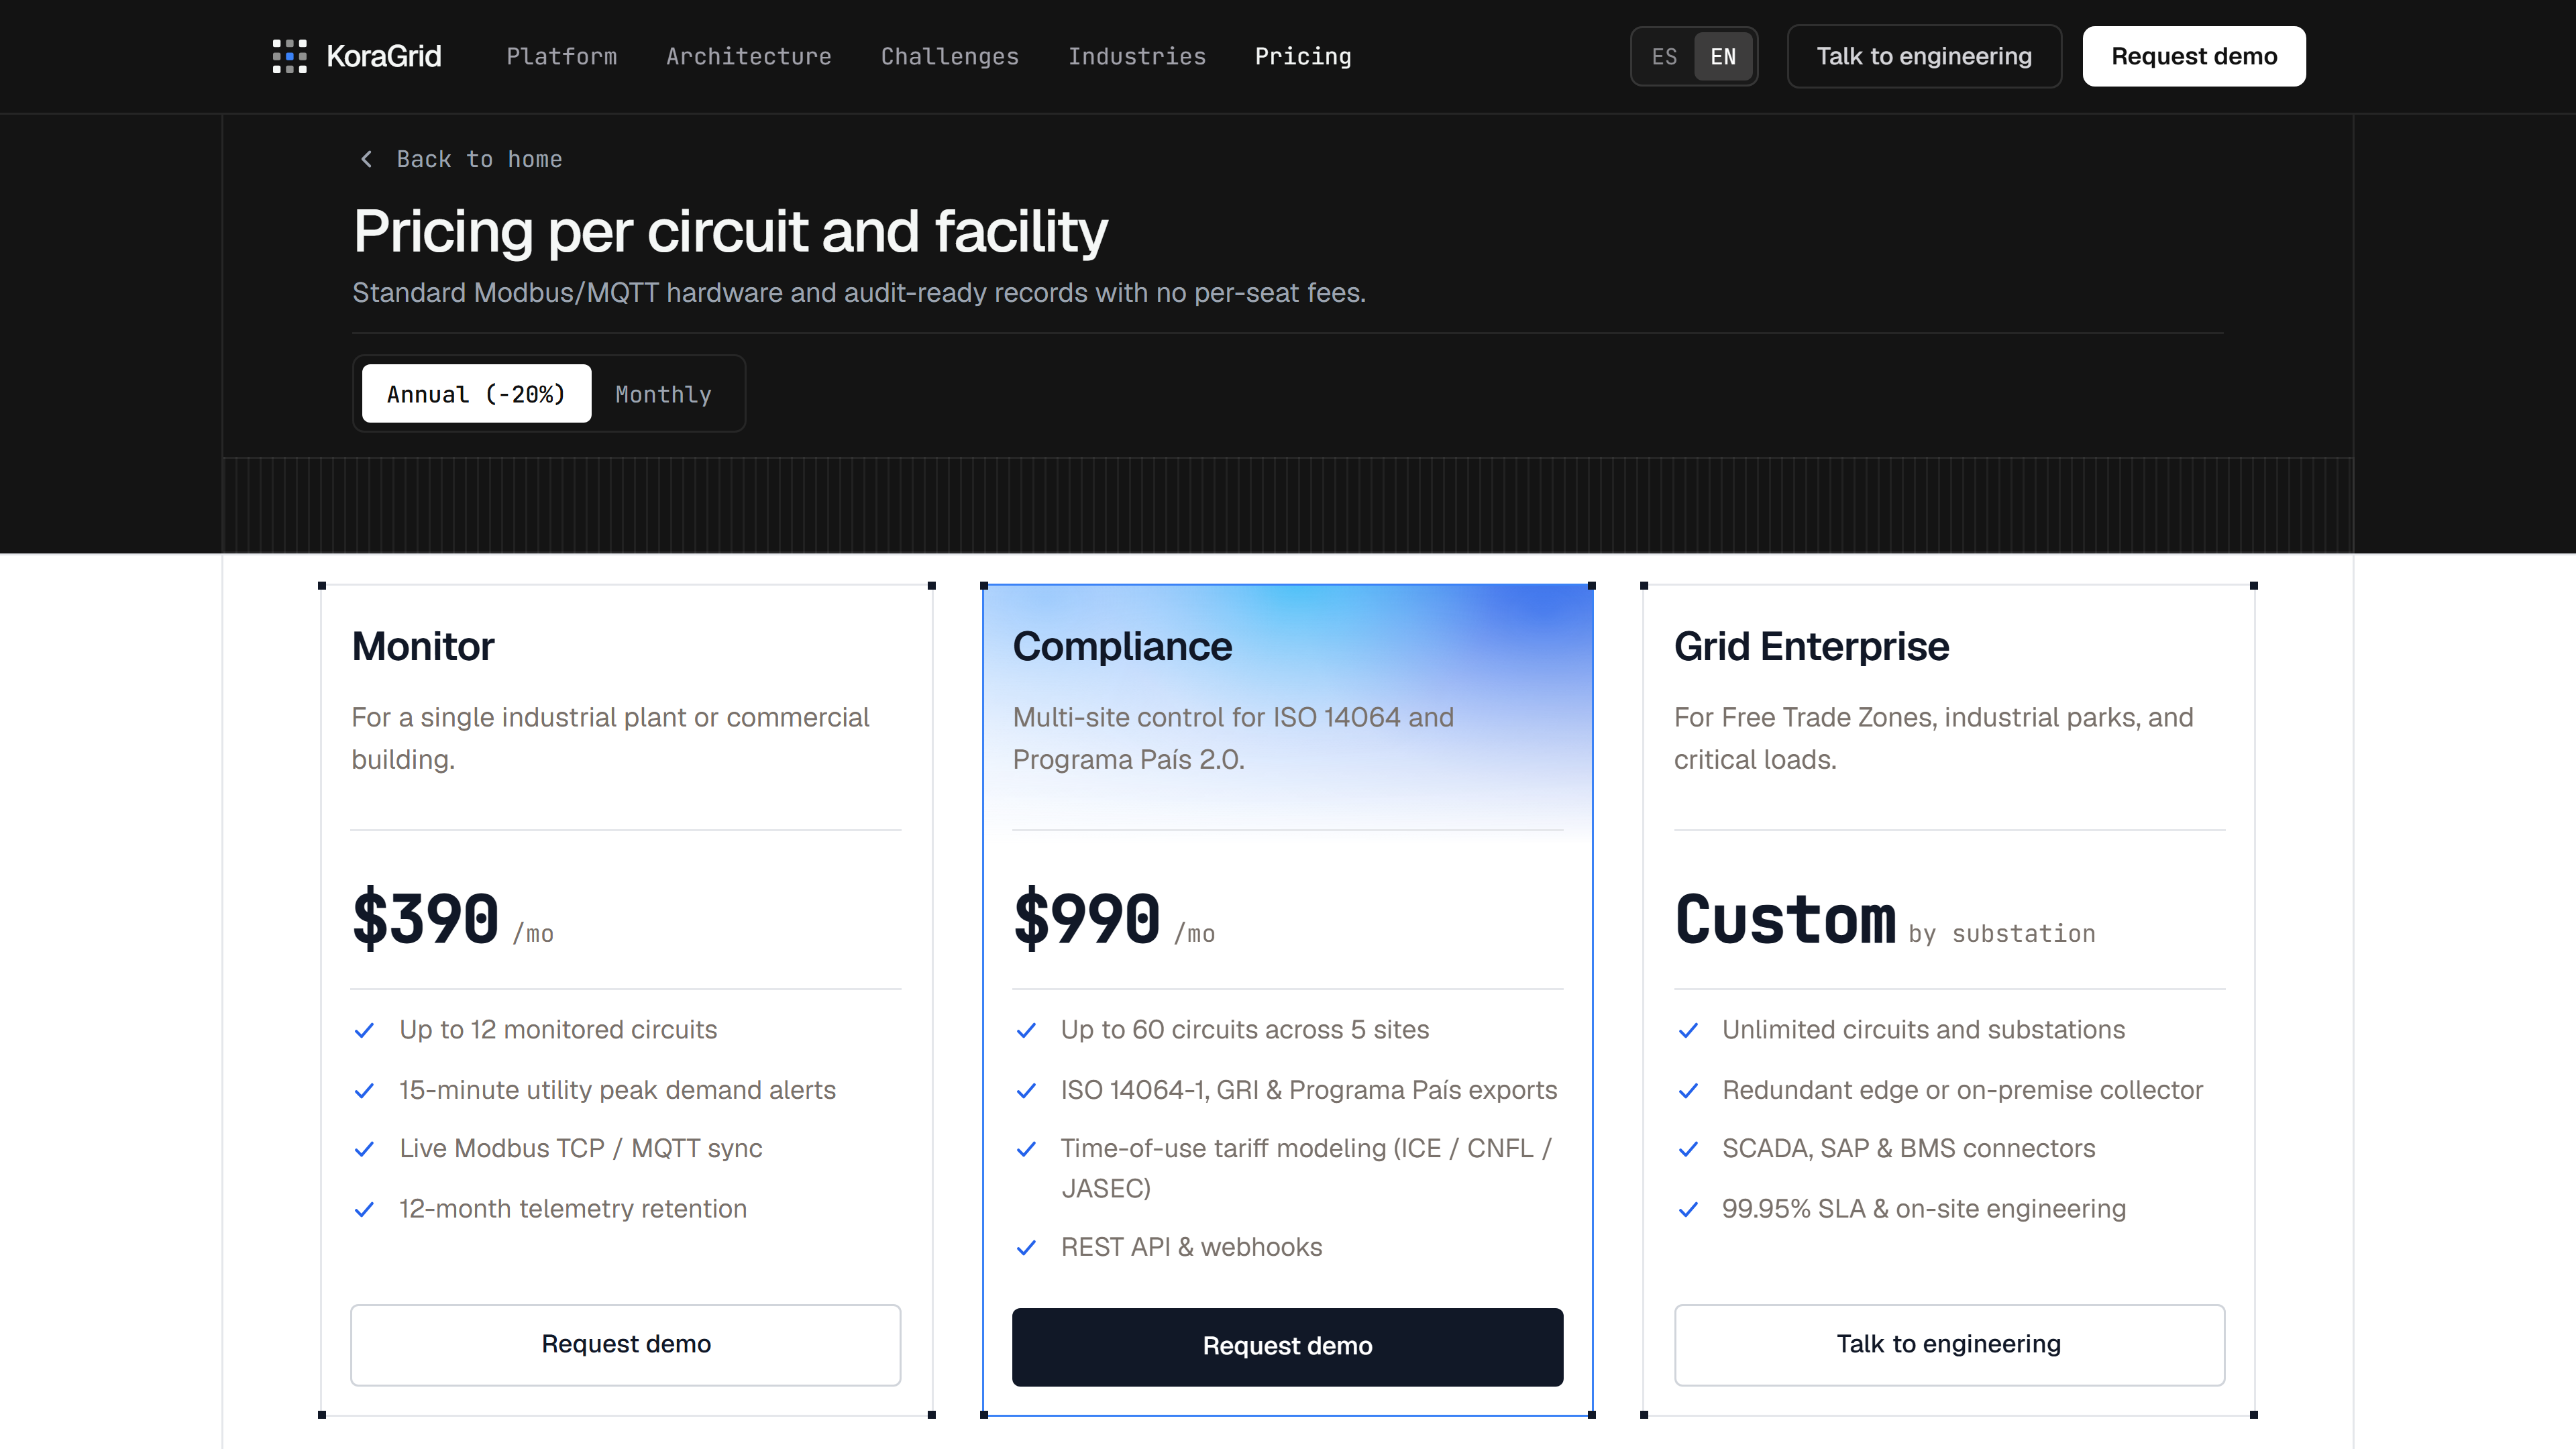 KoraGrid
Platform
Architecture
Challenges
Industries
Pricing
ES
EN
Talk to engineering
Request demo
Back to home
Pricing per circuit and facility
Standard Modbus/MQTT hardware and audit-ready records with no per-seat fees.
Annual (-20%)
Monthly
Monitor
For a single industrial plant or commercial
building.
$390 /mo
Up to 12 monitored circuits
15-minute utility peak demand alerts
Live Modbus TCP / MQTT sync
12-month telemetry retention
Request demo
Compliance
Multi-site control for ISO 14064 and
Programa País 2.0.
$990 /mo
Up to 60 circuits across 5 sites
ISO 14064-1, GRI & Programa País exports
Time-of-use tariff modeling (ICE / CNFL /
JASEC)
REST API & webhooks
Request demo
Grid Enterprise
For Free Trade Zones, industrial parks, and
critical loads.
Custom by substation
Unlimited circuits and substations
Redundant edge or on-premise collector
SCADA, SAP & BMS connectors
99.95% SLA & on-site engineering
Talk to engineering